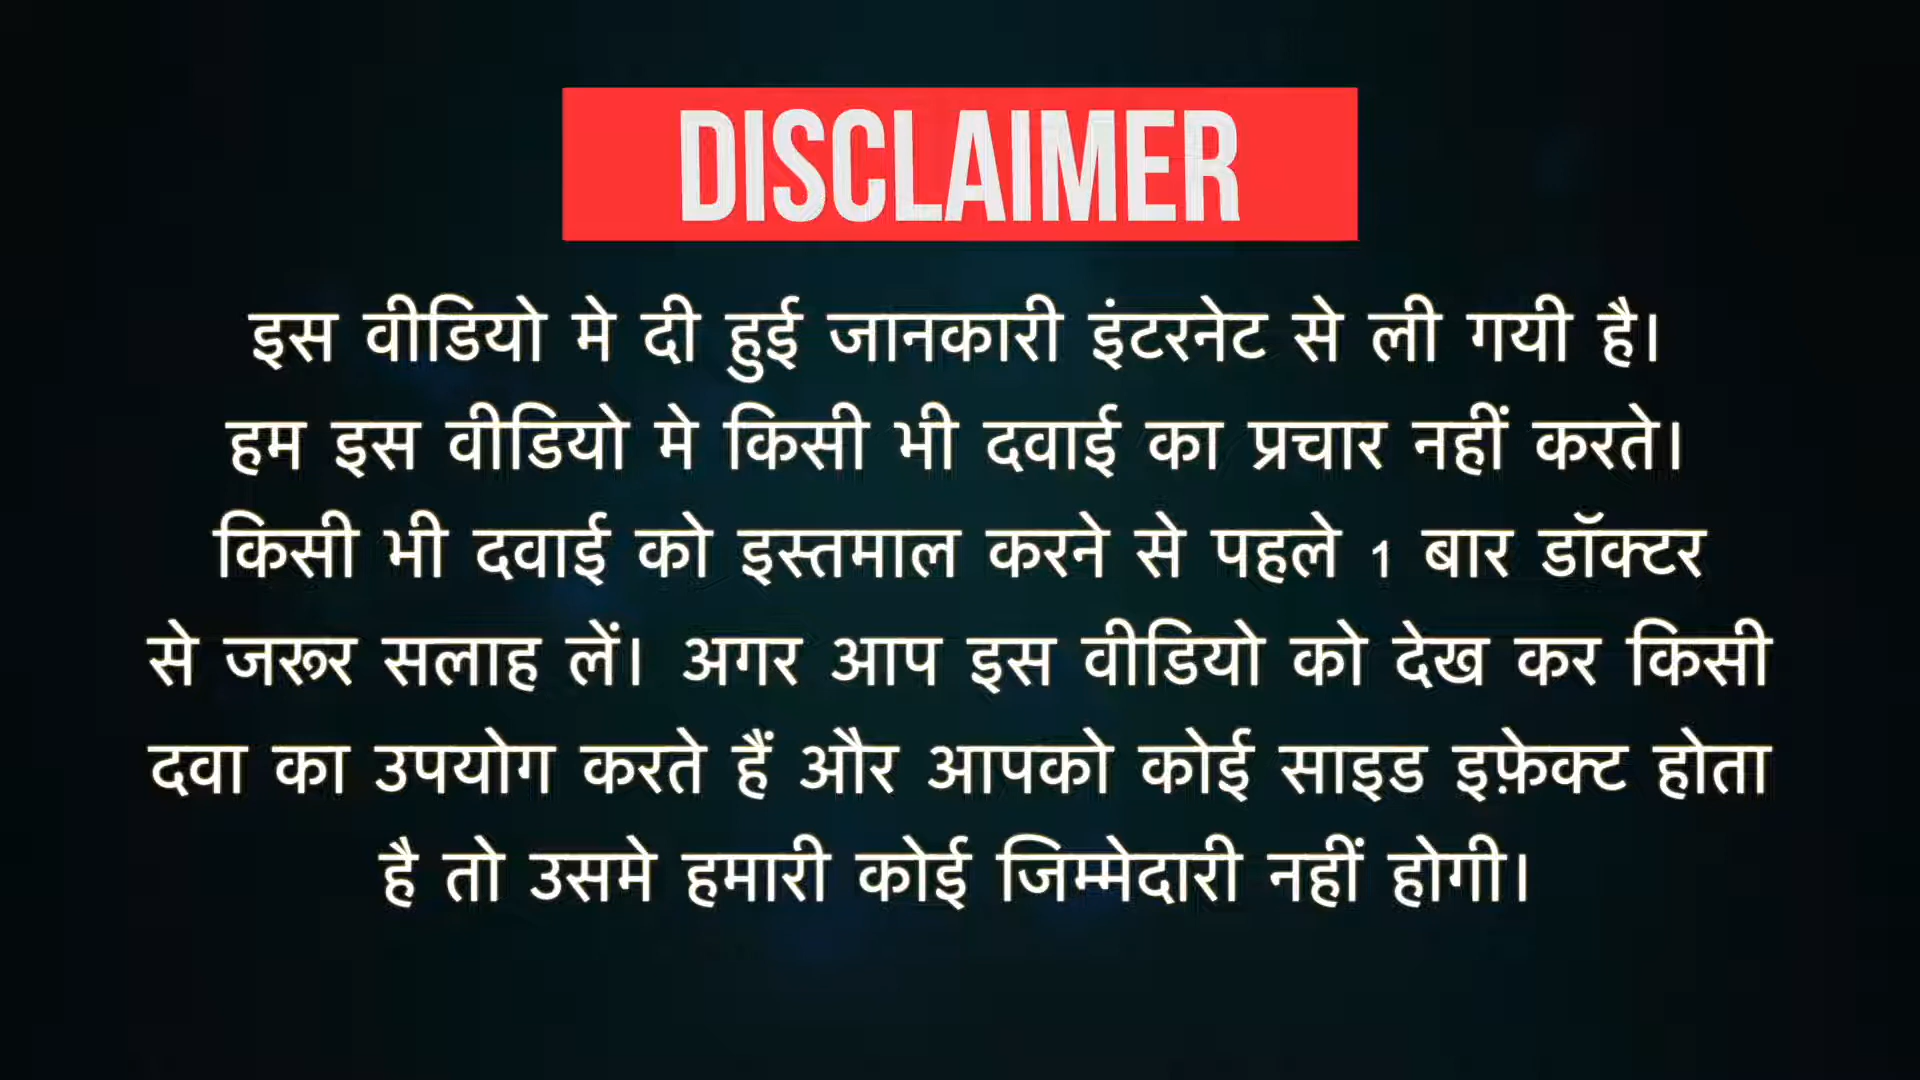 DISCLAIMER
इस वीडियो मे दी हुई जानकारी इंटरनेट से ली गयी है।
हम इस वीडियो मे किसी भी दवाई का प्रचार नहीं करते।
किसी भी दवाई को इस्तमाल करने से पहले 1 बार डॉक्टर
से जरूर सलाह लें। अगर आप इस वीडियो को देख कर किसी
दवा का उपयोग करते हैं और आपको कोई साइड इफ़ेक्ट होता
है तो उसमे हमारी कोई जिम्मेदारी नहीं होगी।